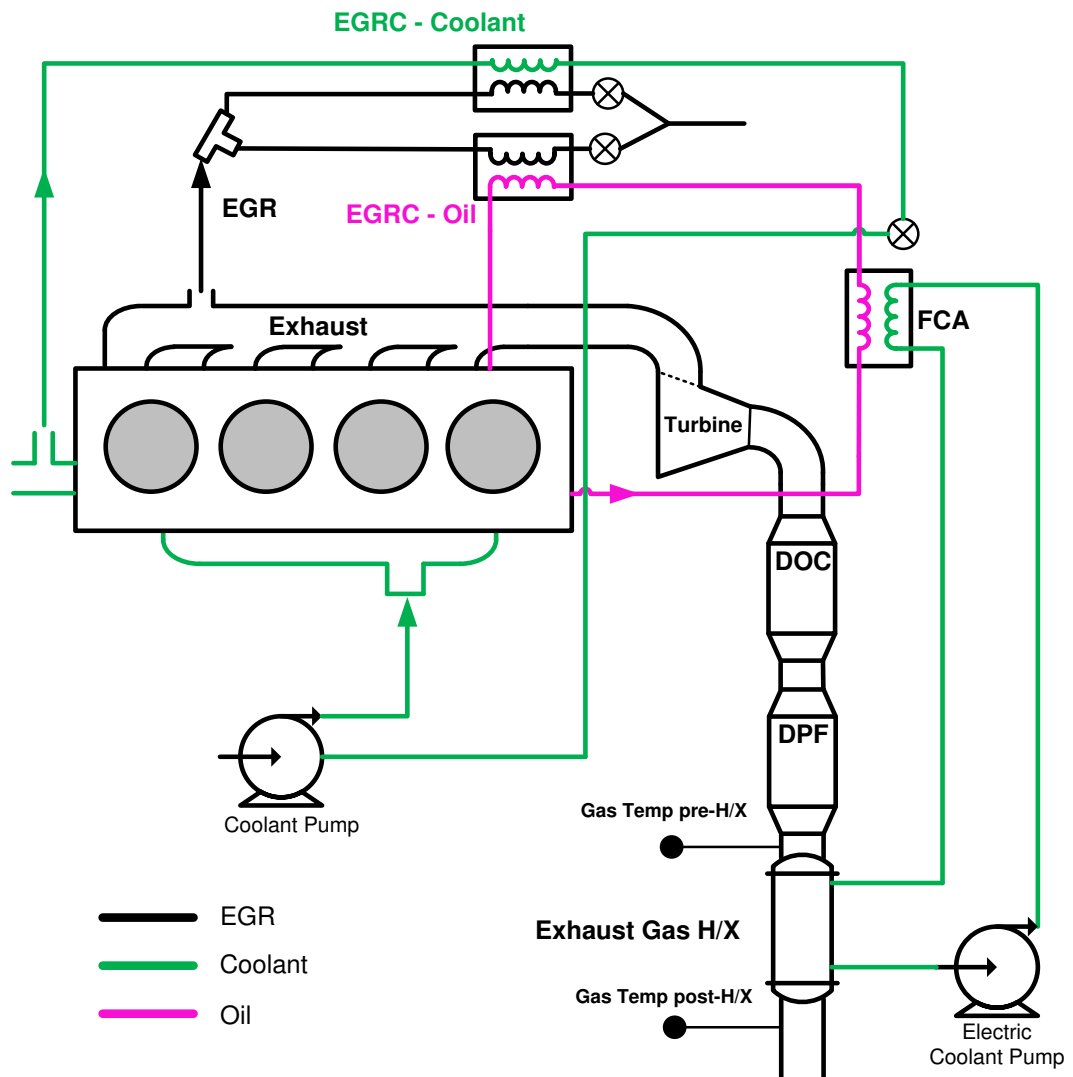 EGRC - Coolant
EGR
EGRC - Oil
Exhaust
FCA
Turbine
DOC
DPF
Gas Temp pre-H/X
Coolant Pump
EGR
Exhaust Gas H/X
Coolant
Gas Temp post-H/X
Oil
Electric
Coolant Pump